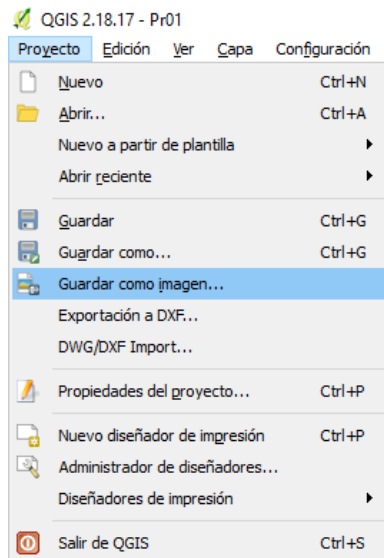 QGIS 2.18.17 - Pr01
Proyecto Edición Ver Capa Configuración
Nuevo Ctrl+N
Abrir... Ctrl+A
Nuevo a partir de plantilla
Abrir reciente
Guardar Ctrl+G
Guardar como... Ctrl+G
Guardar como imagen...
Exportación a DXF...
DWG/DXF Import...
Propiedades del proyecto... Ctrl+P
Nuevo diseñador de impresión Ctrl+P
Administrador de diseñadores...
Diseñadores de impresión
Salir de QGIS Ctrl+S